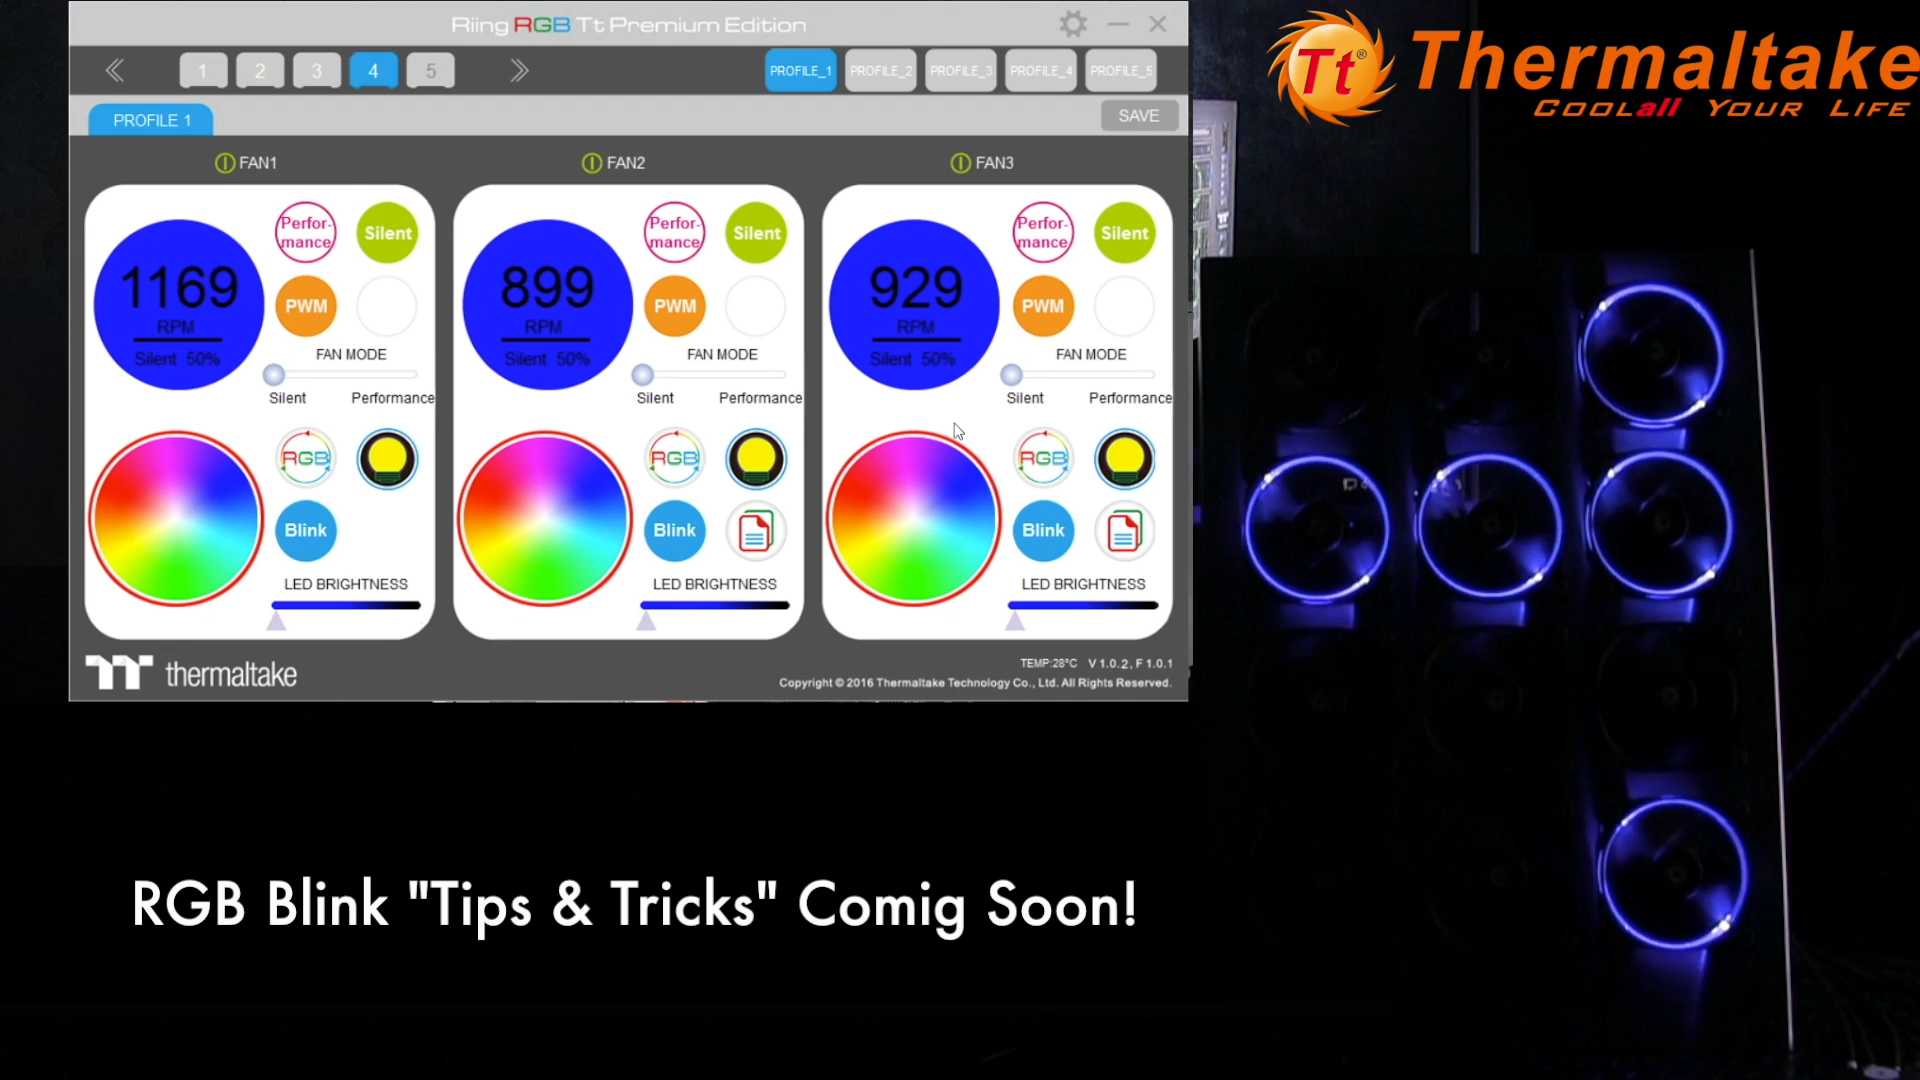 Riing RGB Tt Premium Edition
1 2 3 4 5
PROFILE_1 PROFILE_2 PROFILE_3 PROFILE_4 PROFILE_5
PROFILE 1
SAVE
FAN1
1169
RPM
Silent 50%
Perfor-
mance
Silent
PWM
FAN MODE
Silent Performance
RGB
Blink
LED BRIGHTNESS
FAN2
899
RPM
Silent 50%
Perfor-
mance
Silent
PWM
FAN MODE
Silent Performance
RGB
Blink
LED BRIGHTNESS
FAN3
929
RPM
Silent 50%
Perfor-
mance
Silent
PWM
FAN MODE
Silent Performance
RGB
Blink
LED BRIGHTNESS
thermaltake
TEMP:28°C V 1.0.2, F 1.0.1
Copyright © 2016 Thermaltake Technology Co., Ltd. All Rights Reserved.
Tt® Thermaltake
COOLall YOUR LIFE
RGB Blink "Tips & Tricks" Comig Soon!